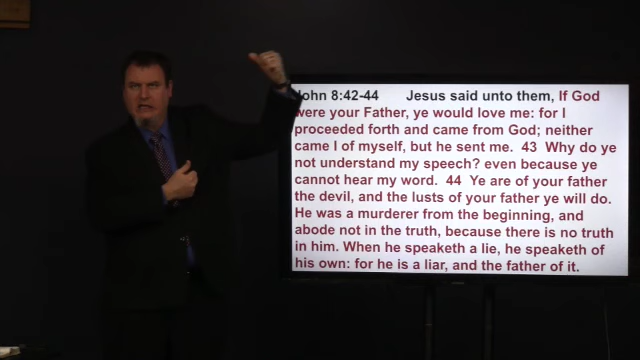 John 8:42-44 Jesus said unto them, If God
were your Father, ye would love me: for I
proceeded forth and came from God; neither
came I of myself, but he sent me. 43 Why do ye
not understand my speech? even because ye
cannot hear my word. 44 Ye are of your father
the devil, and the lusts of your father ye will do.
He was a murderer from the beginning, and
abode not in the truth, because there is no truth
in him. When he speaketh a lie, he speaketh of
his own: for he is a liar, and the father of it.